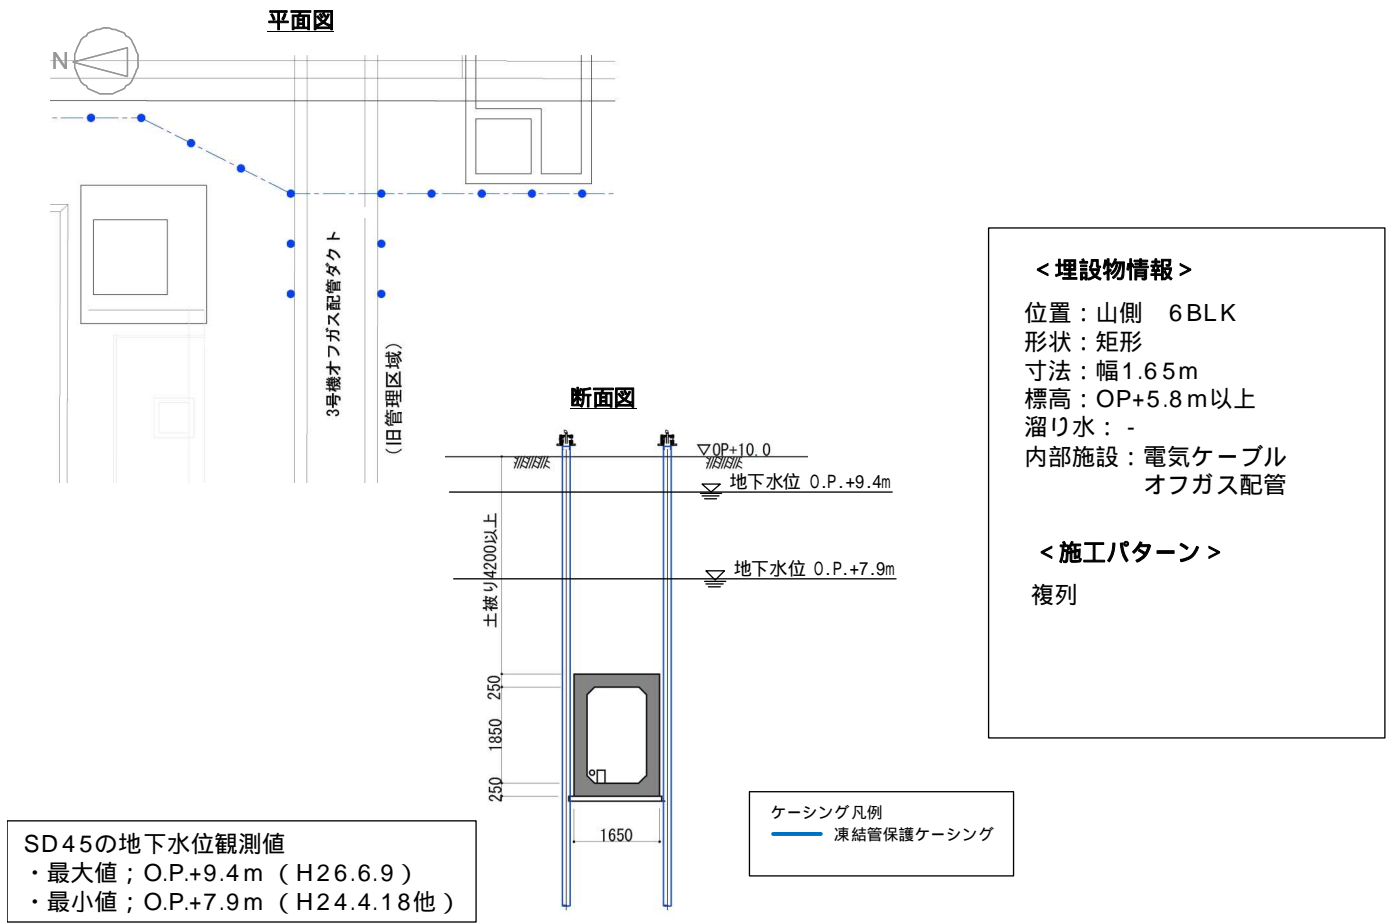 平面図
N
3号機オフガス配管ダクト
(旧管理区域)
断面図
▽OP+10.0
地下水位 O.P.+9.4m
地下水位 O.P.+7.9m
土被り4200以上
250
1850
250
1650
<埋設物情報>
位置：山側　6BLK
形状：矩形
寸法：幅1.65m
標高：OP+5.8m以上
溜り水： -
内部施設：電気ケーブル
オフガス配管
<施工パターン>
複列
ケーシング凡例
凍結管保護ケーシング
SD45の地下水位観測値
・最大値；O.P.+9.4m （H26.6.9）
・最小値；O.P.+7.9m （H24.4.18他）